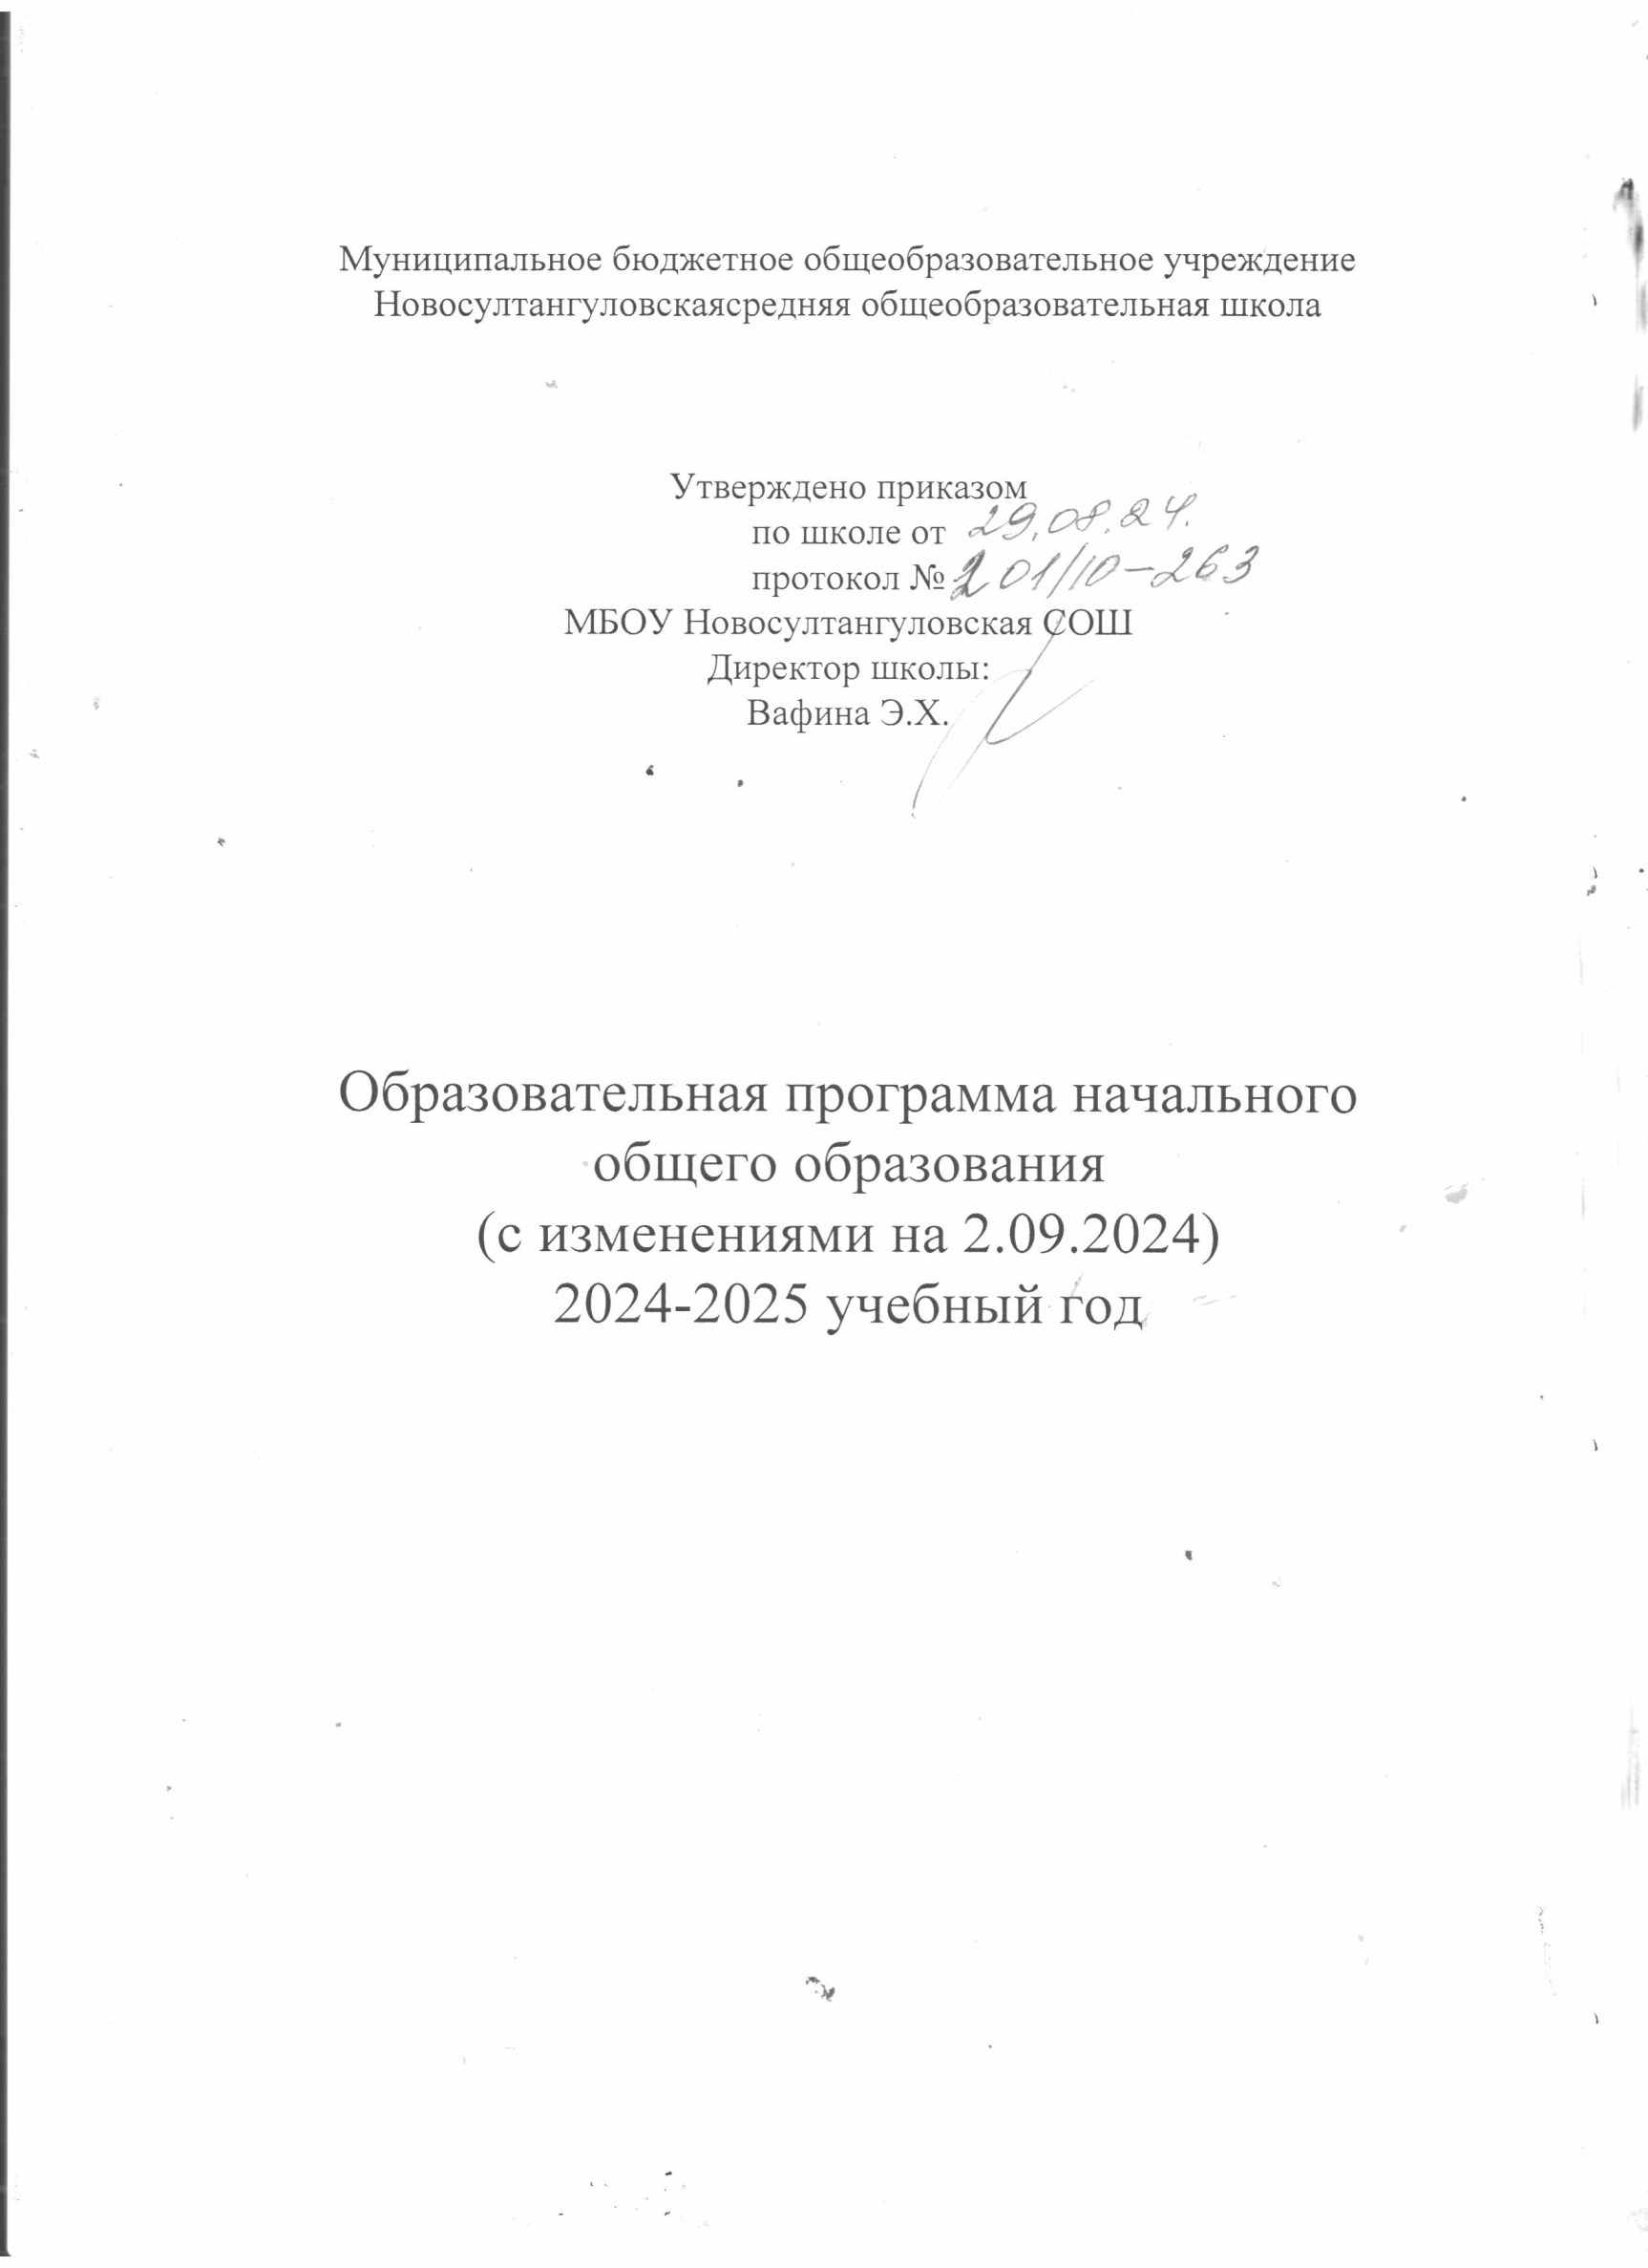 Муниципальное бюджетное общеобразовательное учреждение
Новосултангуловскаясредняя общеобразовательная школа
Утверждено приказом
по школе от 29.08.24.
протокол № 01/10-263
МБОУ Новосултангуловская СОШ
Директор школы:
Вафина Э.Х.
Образовательная программа начального
общего образования
(с изменениями на 2.09.2024)
2024-2025 учебный год